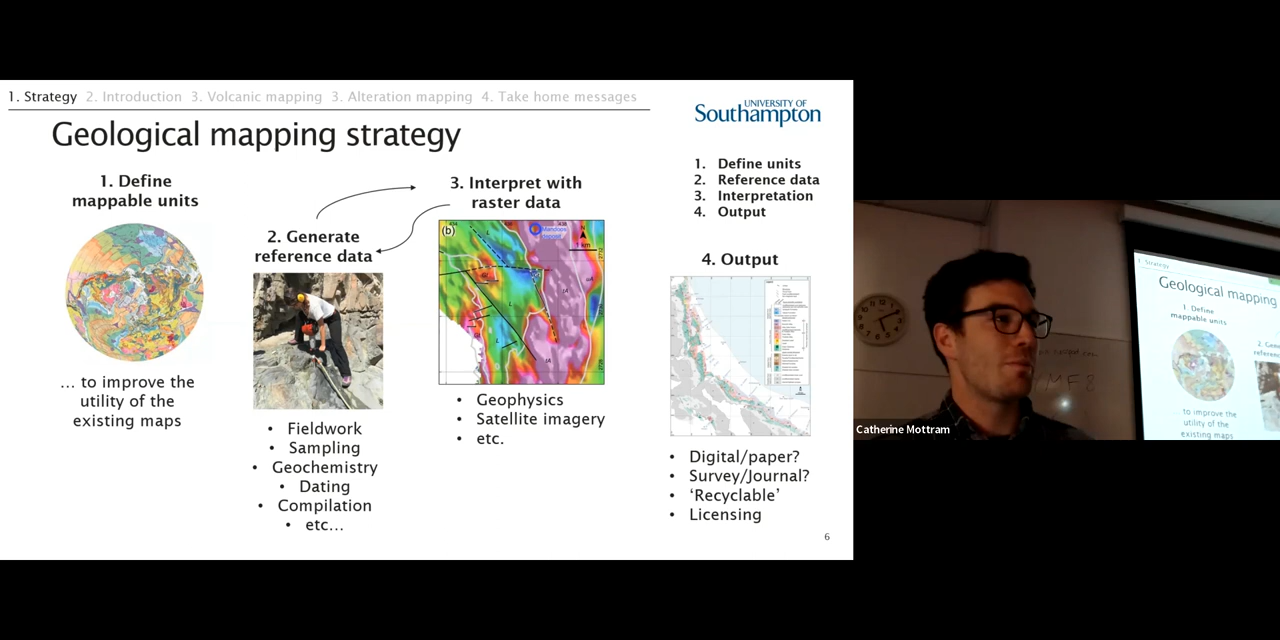 1. Strategy 2. Introduction 3. Volcanic mapping 3. Alteration mapping 4. Take home messages
UNIVERSITY OF
Southampton
Geological mapping strategy
1. Define
mappable units
… to improve the
utility of the
existing maps
2. Generate
reference data
• Fieldwork
• Sampling
• Geochemistry
• Dating
• Compilation
• etc…
3. Interpret with
raster data
(b)
N
1 km
• Geophysics
• Satellite imagery
• etc.
1. Define units
2. Reference data
3. Interpretation
4. Output
4. Output
• Digital/paper?
• Survey/Journal?
• ‘Recyclable’
• Licensing
6
Catherine Mottram
1. Strategy
Geological mapping
1. Define
mappable units
... to improve the
utility of the
existing maps